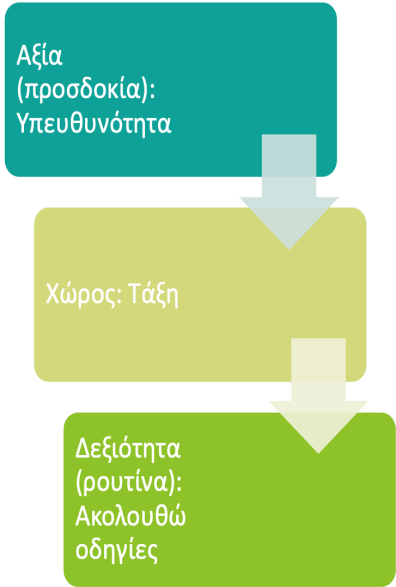 Αξία
(προσδοκία):
Υπευθυνότητα
Χώρος: Τάξη
Δεξιότητα
(ρουτίνα):
Ακολουθώ
οδηγίες